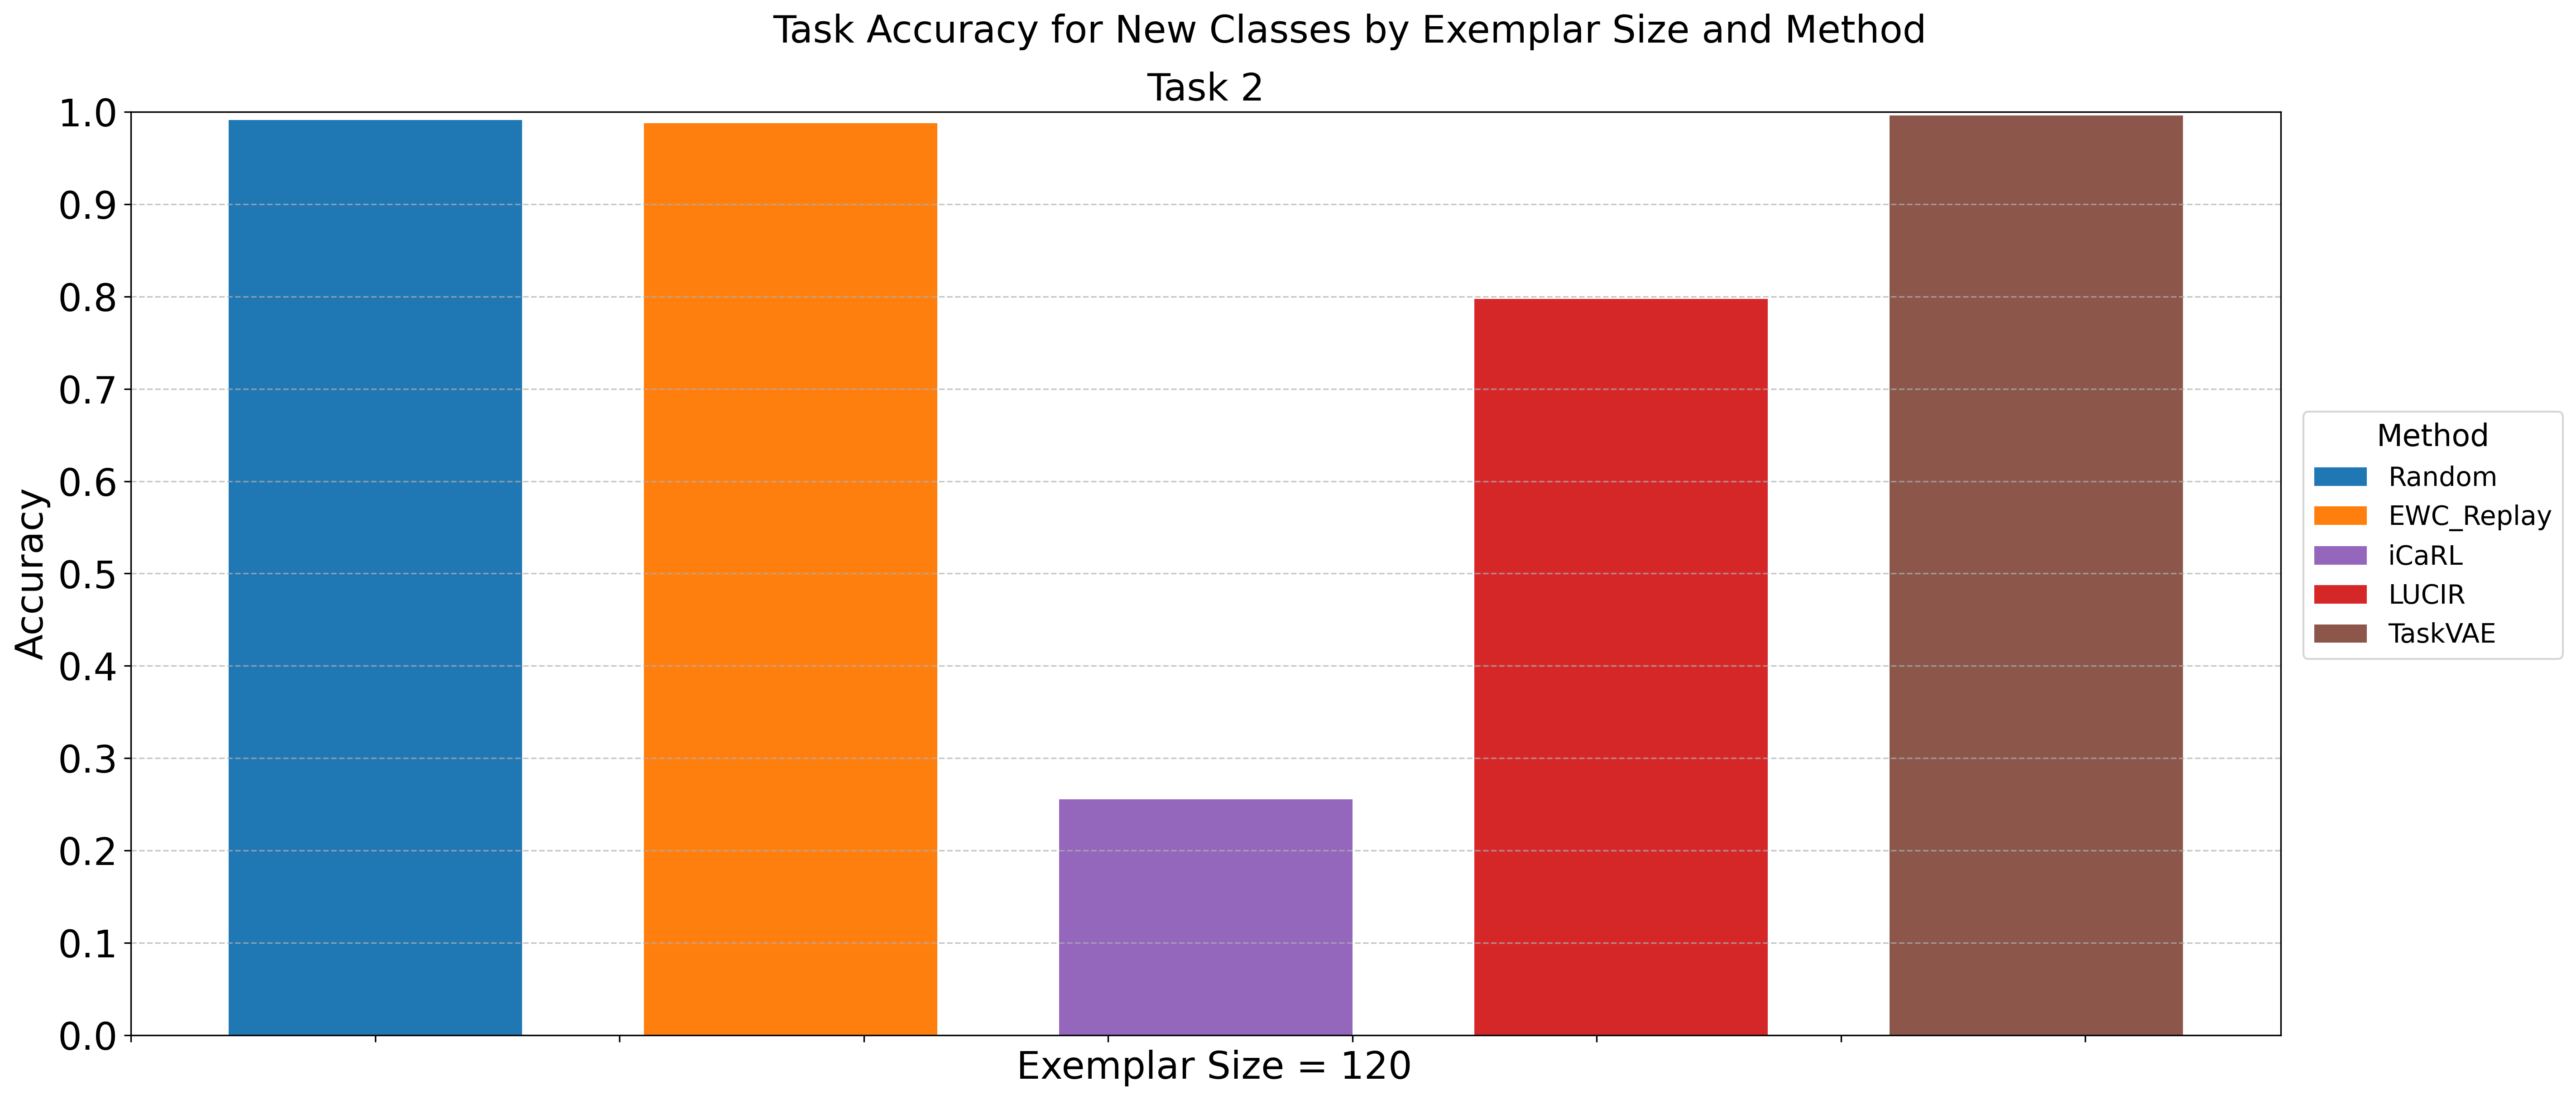 Task Accuracy for New Classes by Exemplar Size and Method
Task 2
1.0
0.9
0.8
0.7
0.6
0.5
0.4
0.3
0.2
0.1
0.0
Accuracy
Exemplar Size = 120
Method
Random
EWC_Replay
iCaRL
LUCIR
TaskVAE